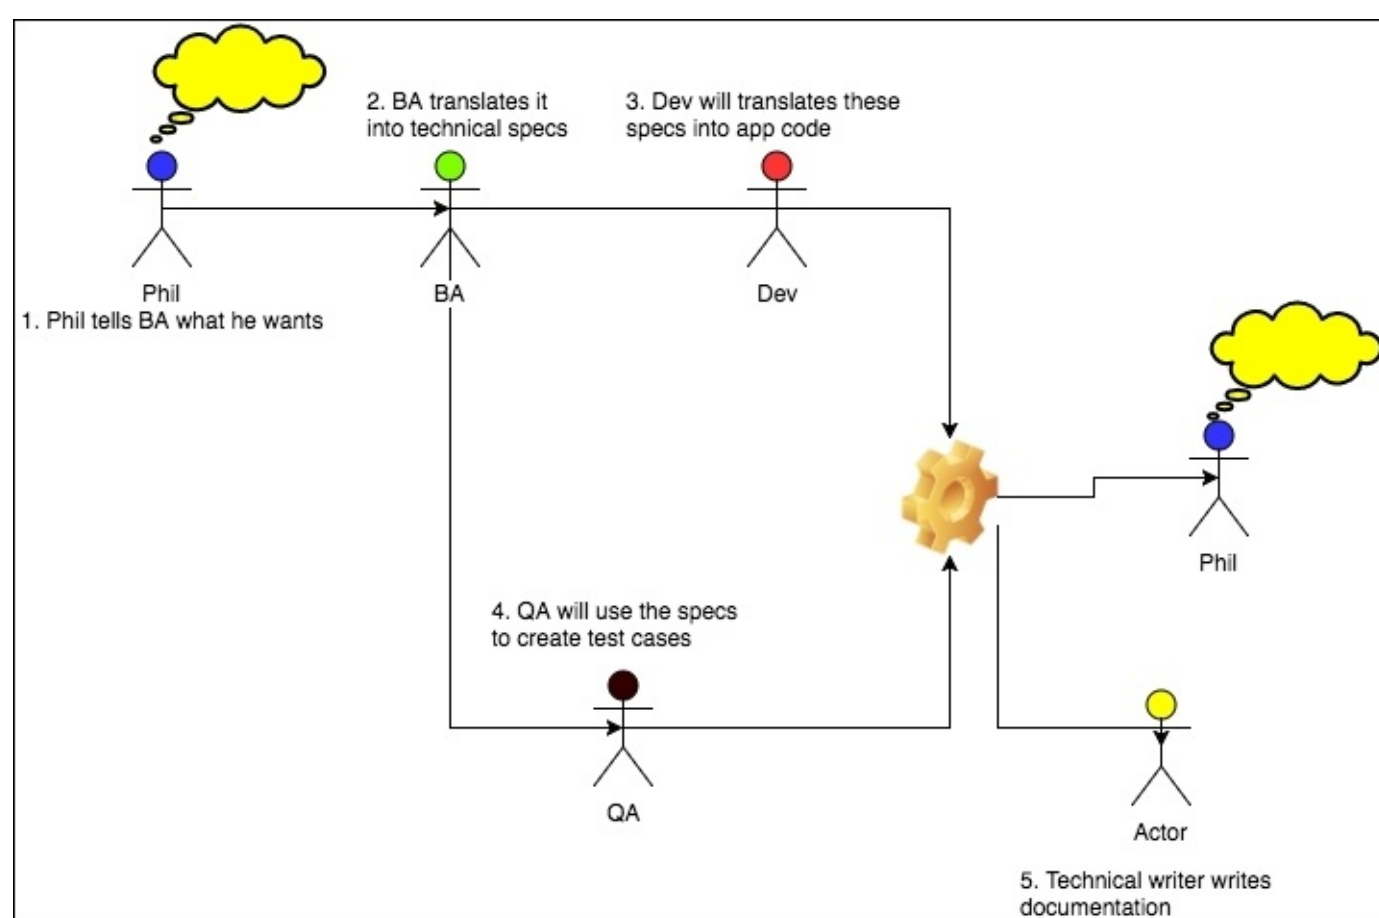 2. BA translates it
into technical specs
3. Dev will translates these
specs into app code
Phil
BA
Dev
1. Phil tells BA what he wants
Phil
4. QA will use the specs
to create test cases
QA
Actor
5. Technical writer writes
documentation